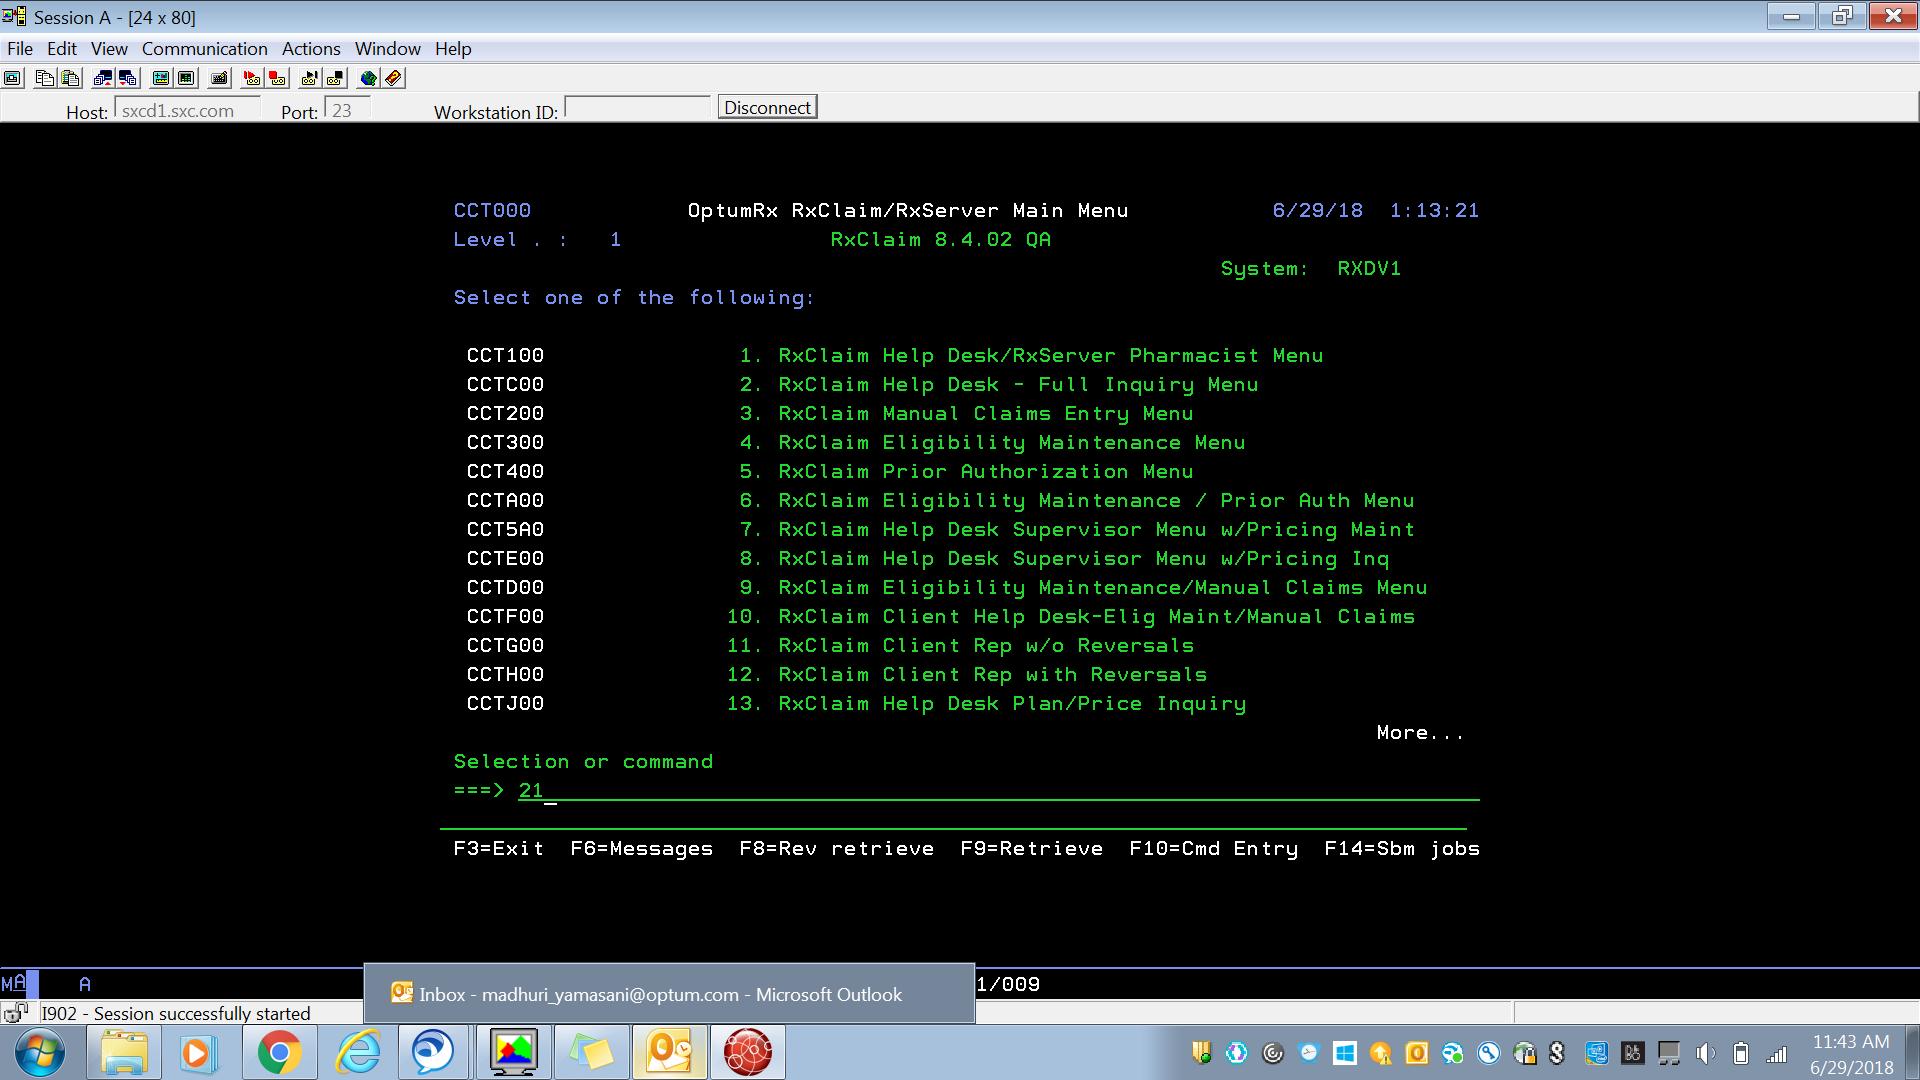 Session A - [24 x 80]
File Edit View Communication Actions Window Help
Host: sxcd1.sxc.com Port: 23 Workstation ID: Disconnect
CCT000 OptumRx RxClaim/RxServer Main Menu 6/29/18 1:13:21
Level . : 1 RxClaim 8.4.02 QA
System: RXDV1
Select one of the following:
CCT100 1. RxClaim Help Desk/RxServer Pharmacist Menu
CCTC00 2. RxClaim Help Desk - Full Inquiry Menu
CCT200 3. RxClaim Manual Claims Entry Menu
CCT300 4. RxClaim Eligibility Maintenance Menu
CCT400 5. RxClaim Prior Authorization Menu
CCTA00 6. RxClaim Eligibility Maintenance / Prior Auth Menu
CCT5A0 7. RxClaim Help Desk Supervisor Menu w/Pricing Maint
CCTE00 8. RxClaim Help Desk Supervisor Menu w/Pricing Inq
CCTD00 9. RxClaim Eligibility Maintenance/Manual Claims Menu
CCTF00 10. RxClaim Client Help Desk-Elig Maint/Manual Claims
CCTG00 11. RxClaim Client Rep w/o Reversals
CCTH00 12. RxClaim Client Rep with Reversals
CCTJ00 13. RxClaim Help Desk Plan/Price Inquiry
More...
Selection or command
===> 21
F3=Exit F6=Messages F8=Rev retrieve F9=Retrieve F10=Cmd Entry F14=Sbm jobs
MA A 1/009
Inbox - madhuri_yamasani@optum.com - Microsoft Outlook
I902 - Session successfully started
11:43 AM
6/29/2018